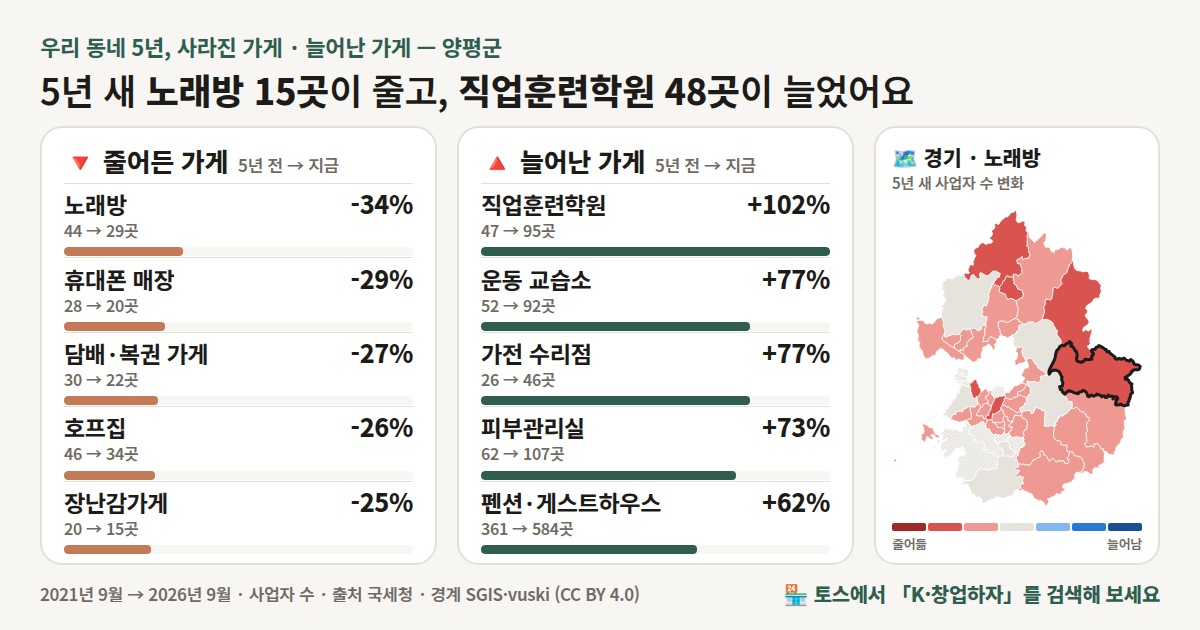 우리 동네 5년, 사라진 가게 · 늘어난 가게 — 양평군
5년 새 노래방 15곳이 줄고, 직업훈련학원 48곳이 늘었어요
줄어든 가게 5년 전 → 지금
노래방 -34%
44 → 29곳
휴대폰 매장 -29%
28 → 20곳
담배·복권 가게 -27%
30 → 22곳
호프집 -26%
46 → 34곳
장난감가게 -25%
20 → 15곳
늘어난 가게 5년 전 → 지금
직업훈련학원 +102%
47 → 95곳
운동 교습소 +77%
52 → 92곳
가전 수리점 +77%
26 → 46곳
피부관리실 +73%
62 → 107곳
펜션·게스트하우스 +62%
361 → 584곳
경기 · 노래방
5년 새 사업자 수 변화
줄어듦 늘어남
2021년 9월 → 2026년 9월 · 사업자 수 · 출처 국세청 · 경계 SGIS·vuski (CC BY 4.0)
토스에서 「K·창업하자」를 검색해 보세요